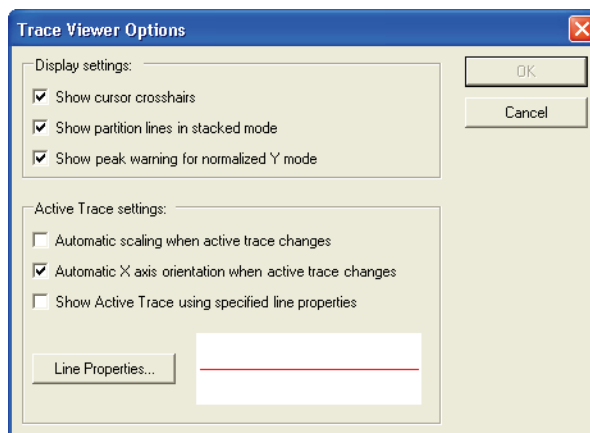 Trace Viewer Options
Display settings:
Show cursor crosshairs
Show partition lines in stacked mode
Show peak warning for normalized Y mode
OK
Cancel
Active Trace settings:
Automatic scaling when active trace changes
Automatic X axis orientation when active trace changes
Show Active Trace using specified line properties
Line Properties...